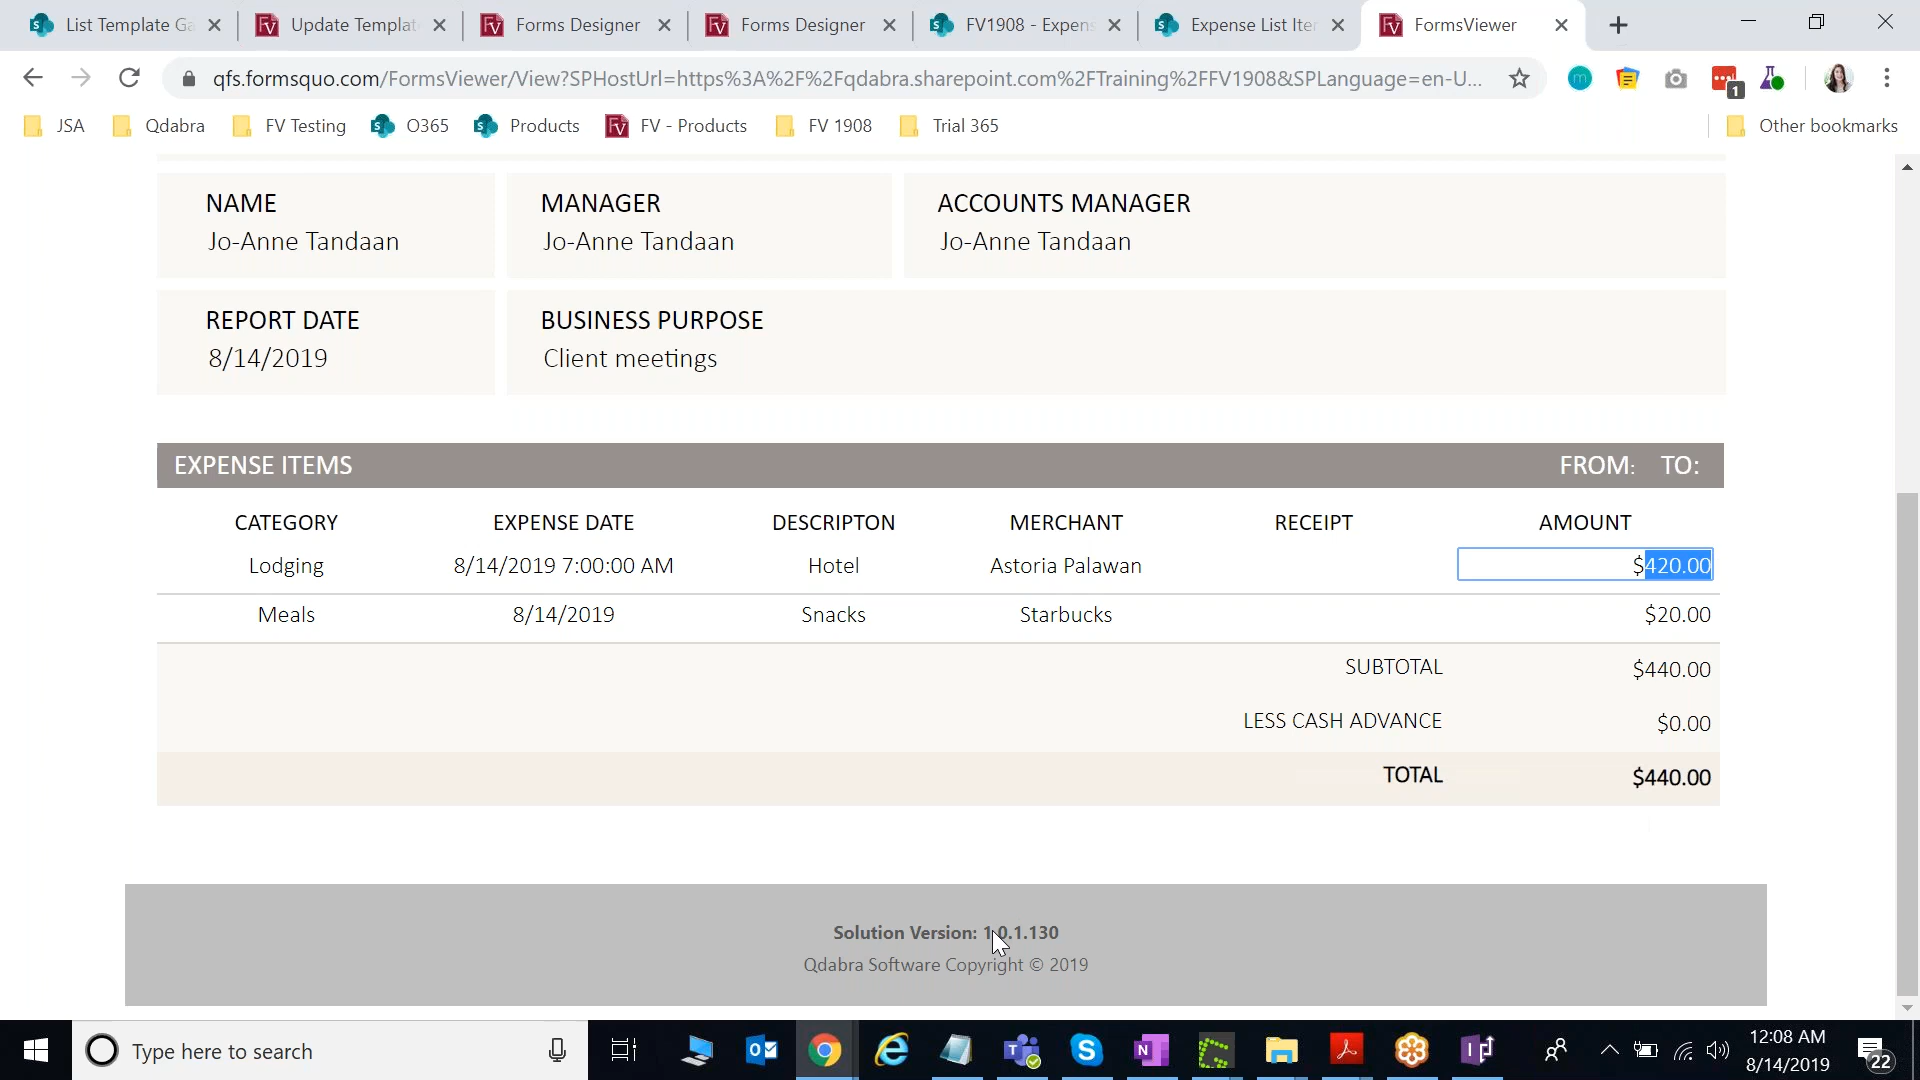 List Template Ga
Update Templat
Forms Designer
Forms Designer
FV1908 - Expens
Expense List Iter
FormsViewer
qfs.formsquo.com/FormsViewer/View?SPHostUrl=https%3A%2F%2Fqdabra.sharepoint.com%2FTraining%2FFV1908&SPLanguage=en-U...
1
JSA
Qdabra
FV Testing
O365
Products
FV - Products
FV 1908
Trial 365
Other bookmarks
NAME
Jo-Anne Tandaan
MANAGER
Jo-Anne Tandaan
ACCOUNTS MANAGER
Jo-Anne Tandaan
REPORT DATE
8/14/2019
BUSINESS PURPOSE
Client meetings
EXPENSE ITEMS FROM: TO:
CATEGORY EXPENSE DATE DESCRIPTON MERCHANT RECEIPT AMOUNT
Lodging 8/14/2019 7:00:00 AM Hotel Astoria Palawan $420.00
Meals 8/14/2019 Snacks Starbucks $20.00
SUBTOTAL $440.00
LESS CASH ADVANCE $0.00
TOTAL $440.00
Solution Version: 1.0.1.130
Qdabra Software Copyright © 2019
Type here to search
12:08 AM
8/14/2019
22